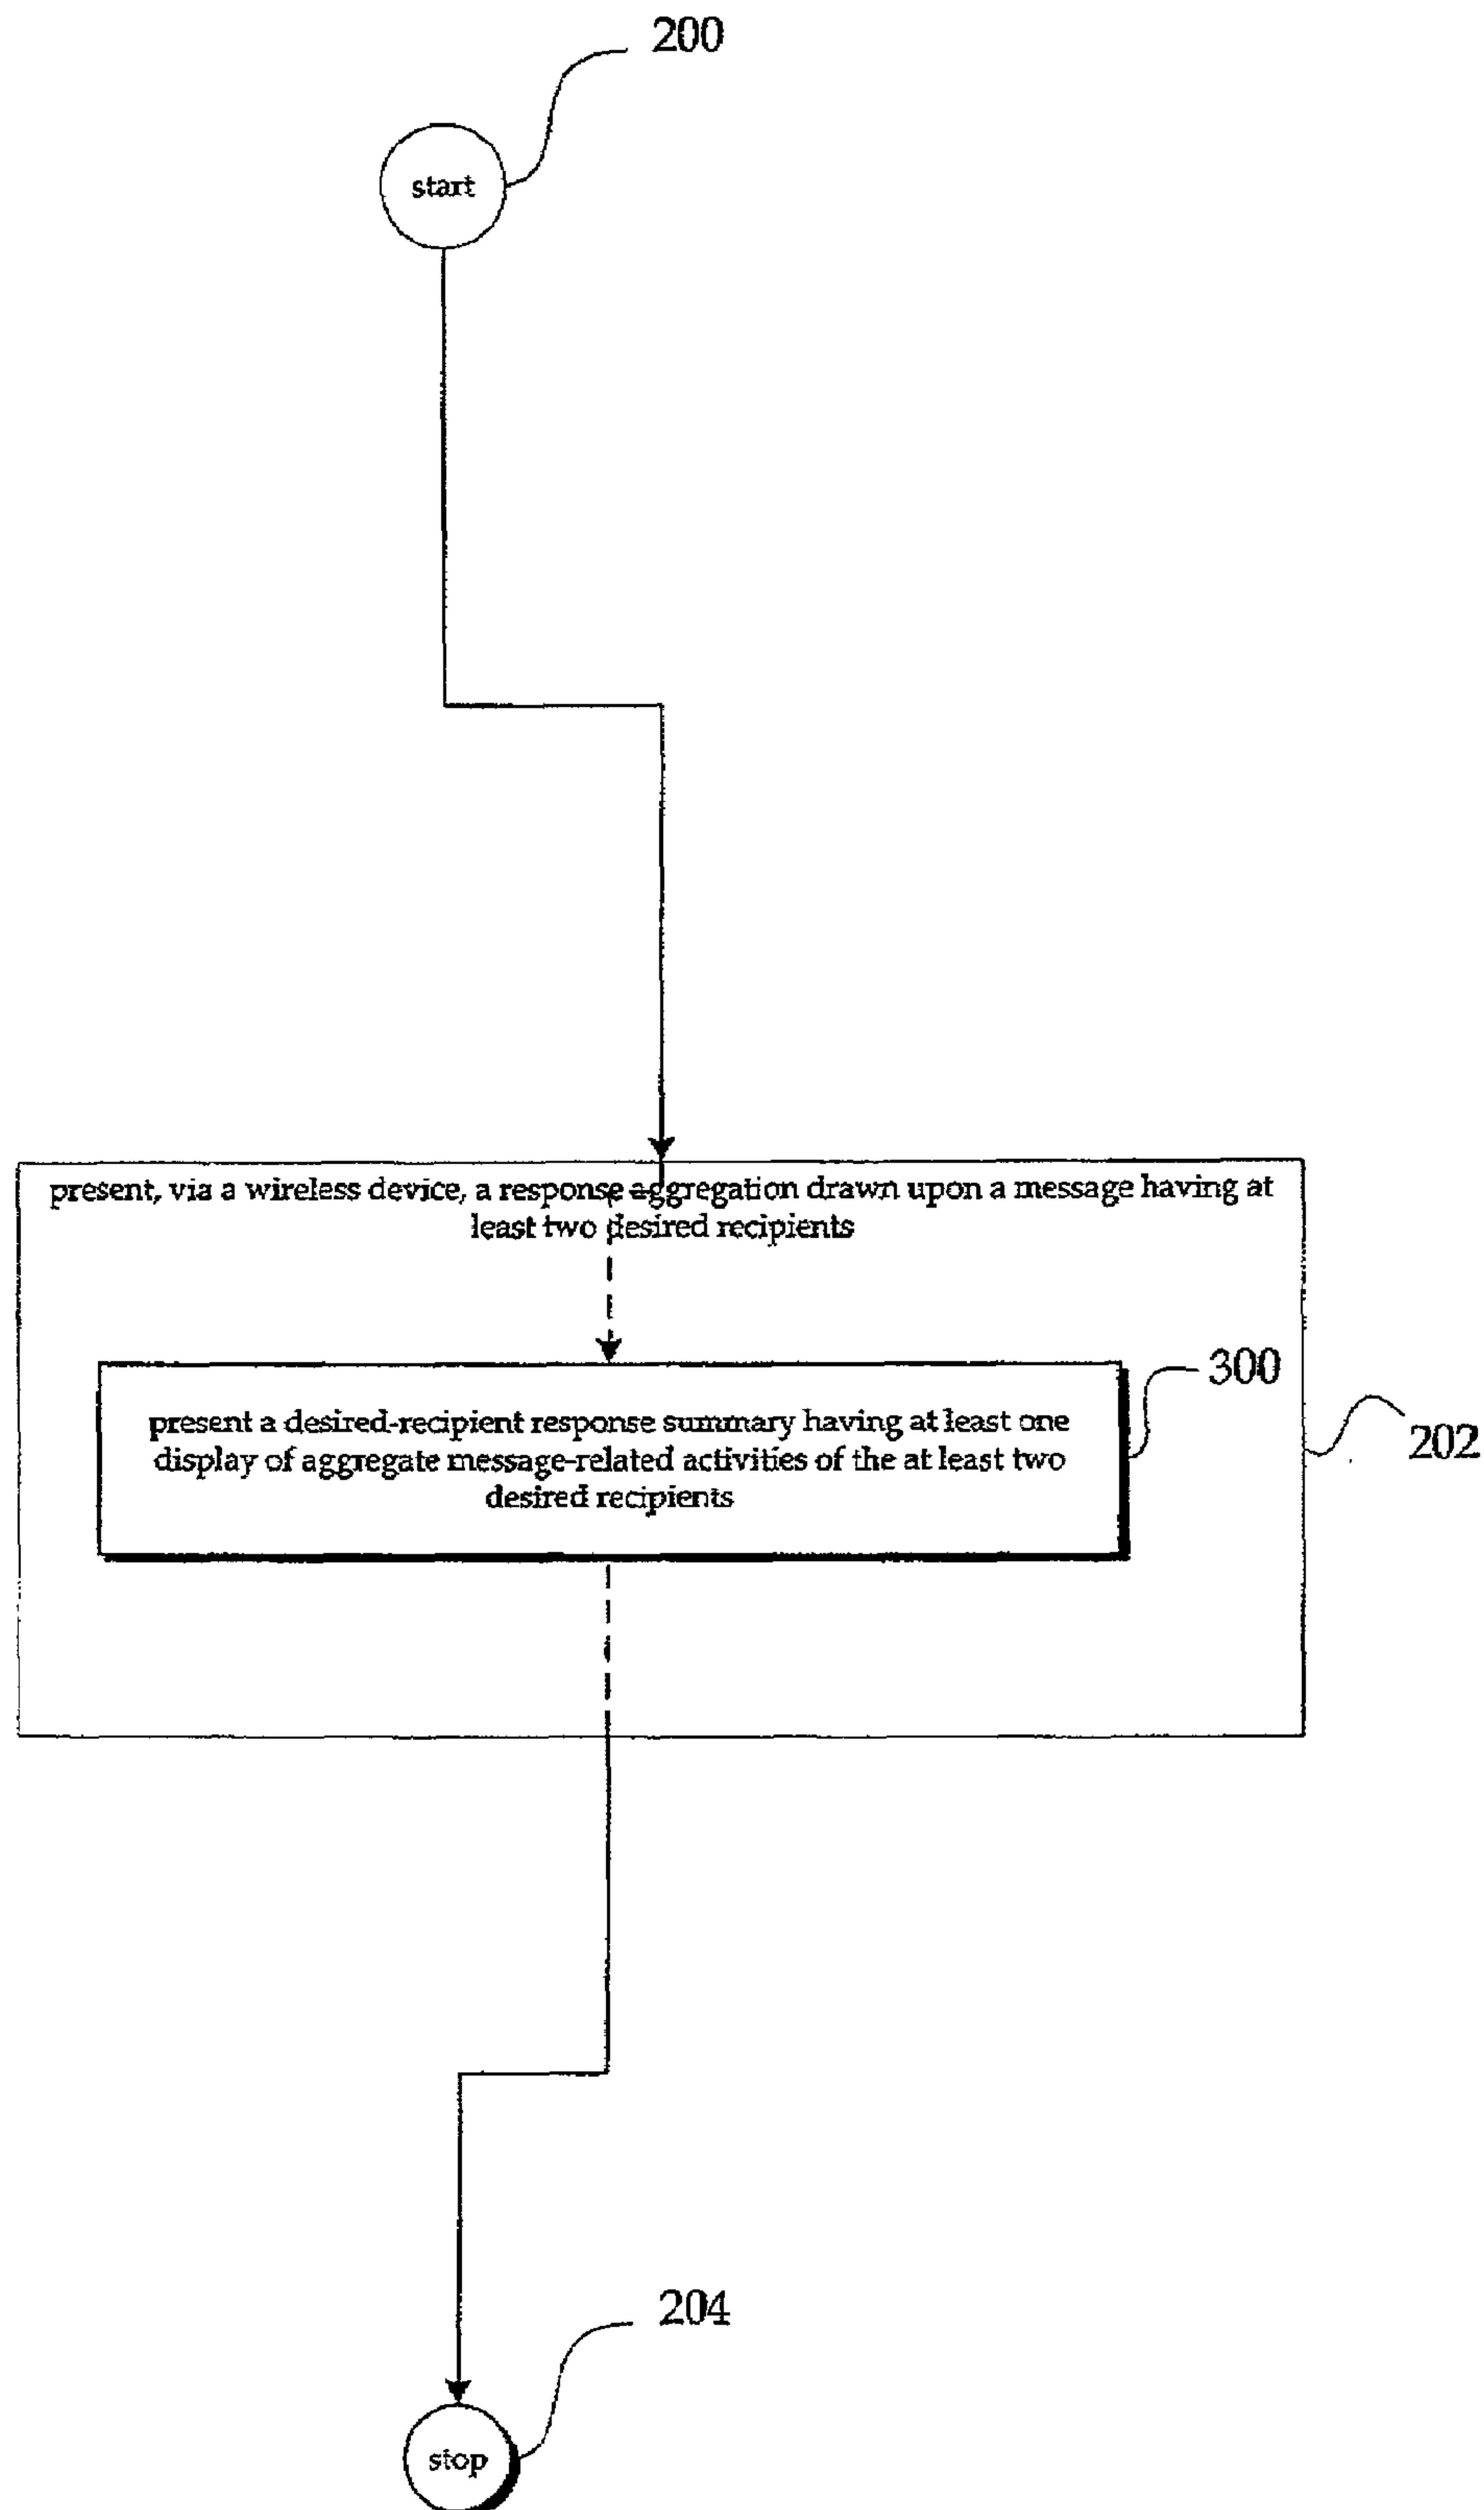 200
start
present, via a wireless device, a response aggregation drawn upon a message having at
least two desired recipients
300
present a desired-recipient response summary having at least one
display of aggregate message-related activities of the at least two
desired recipients
202
204
stop